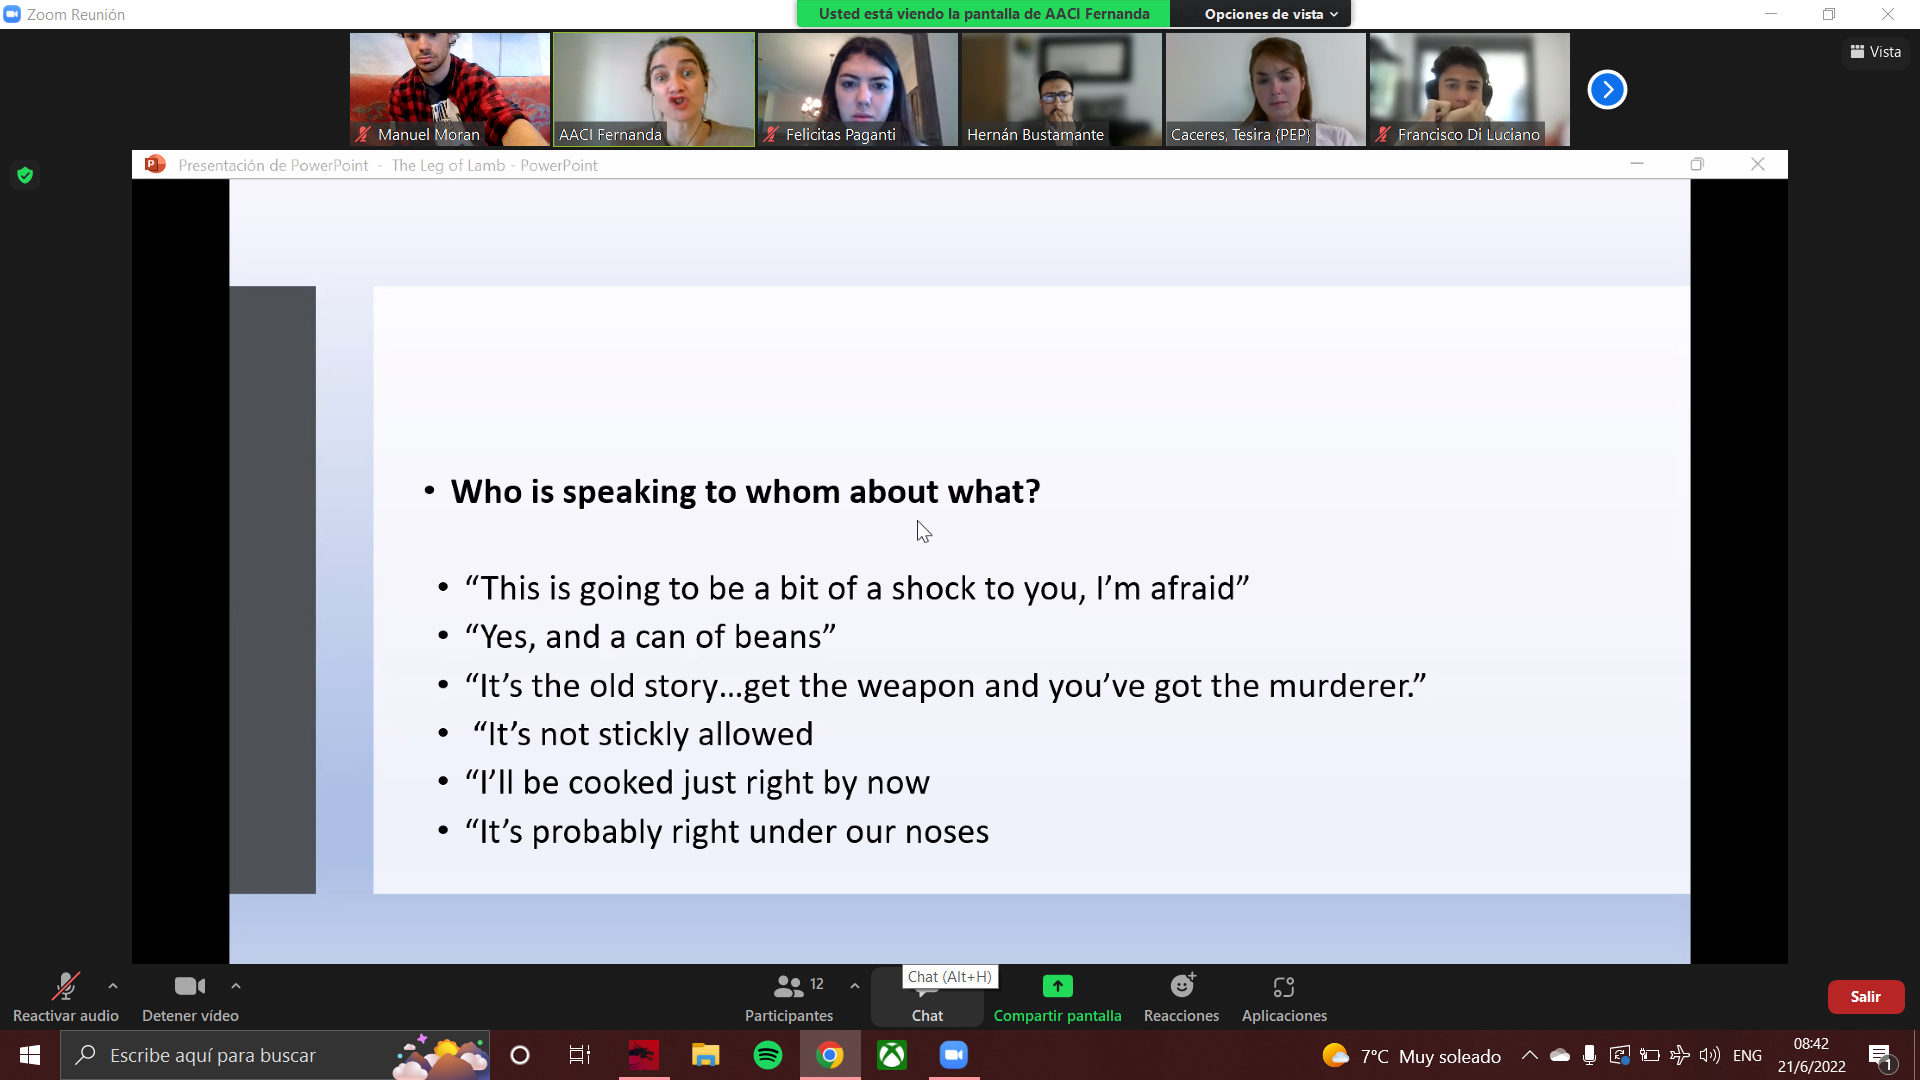 Zoom Reunión
Usted está viendo la pantalla de AACI Fernanda
Opciones de vista
Vista
Manuel Moran
AACI Fernanda
Felicitas Paganti
Hernán Bustamante
Caceres, Tesira {PEP}
Francisco Di Luciano
Presentación de PowerPoint - The Leg of Lamb - PowerPoint
• Who is speaking to whom about what?
• “This is going to be a bit of a shock to you, I’m afraid”
• “Yes, and a can of beans”
• “It’s the old story…get the weapon and you’ve got the murderer.”
• “It’s not stickly allowed
• “I’ll be cooked just right by now
• “It’s probably right under our noses
Chat (Alt+H)
12
Reactivar audio
Detener vídeo
Participantes
Chat
Compartir pantalla
Reacciones
Aplicaciones
Salir
Escribe aquí para buscar
7°C Muy soleado
ENG
08:42
21/6/2022
1